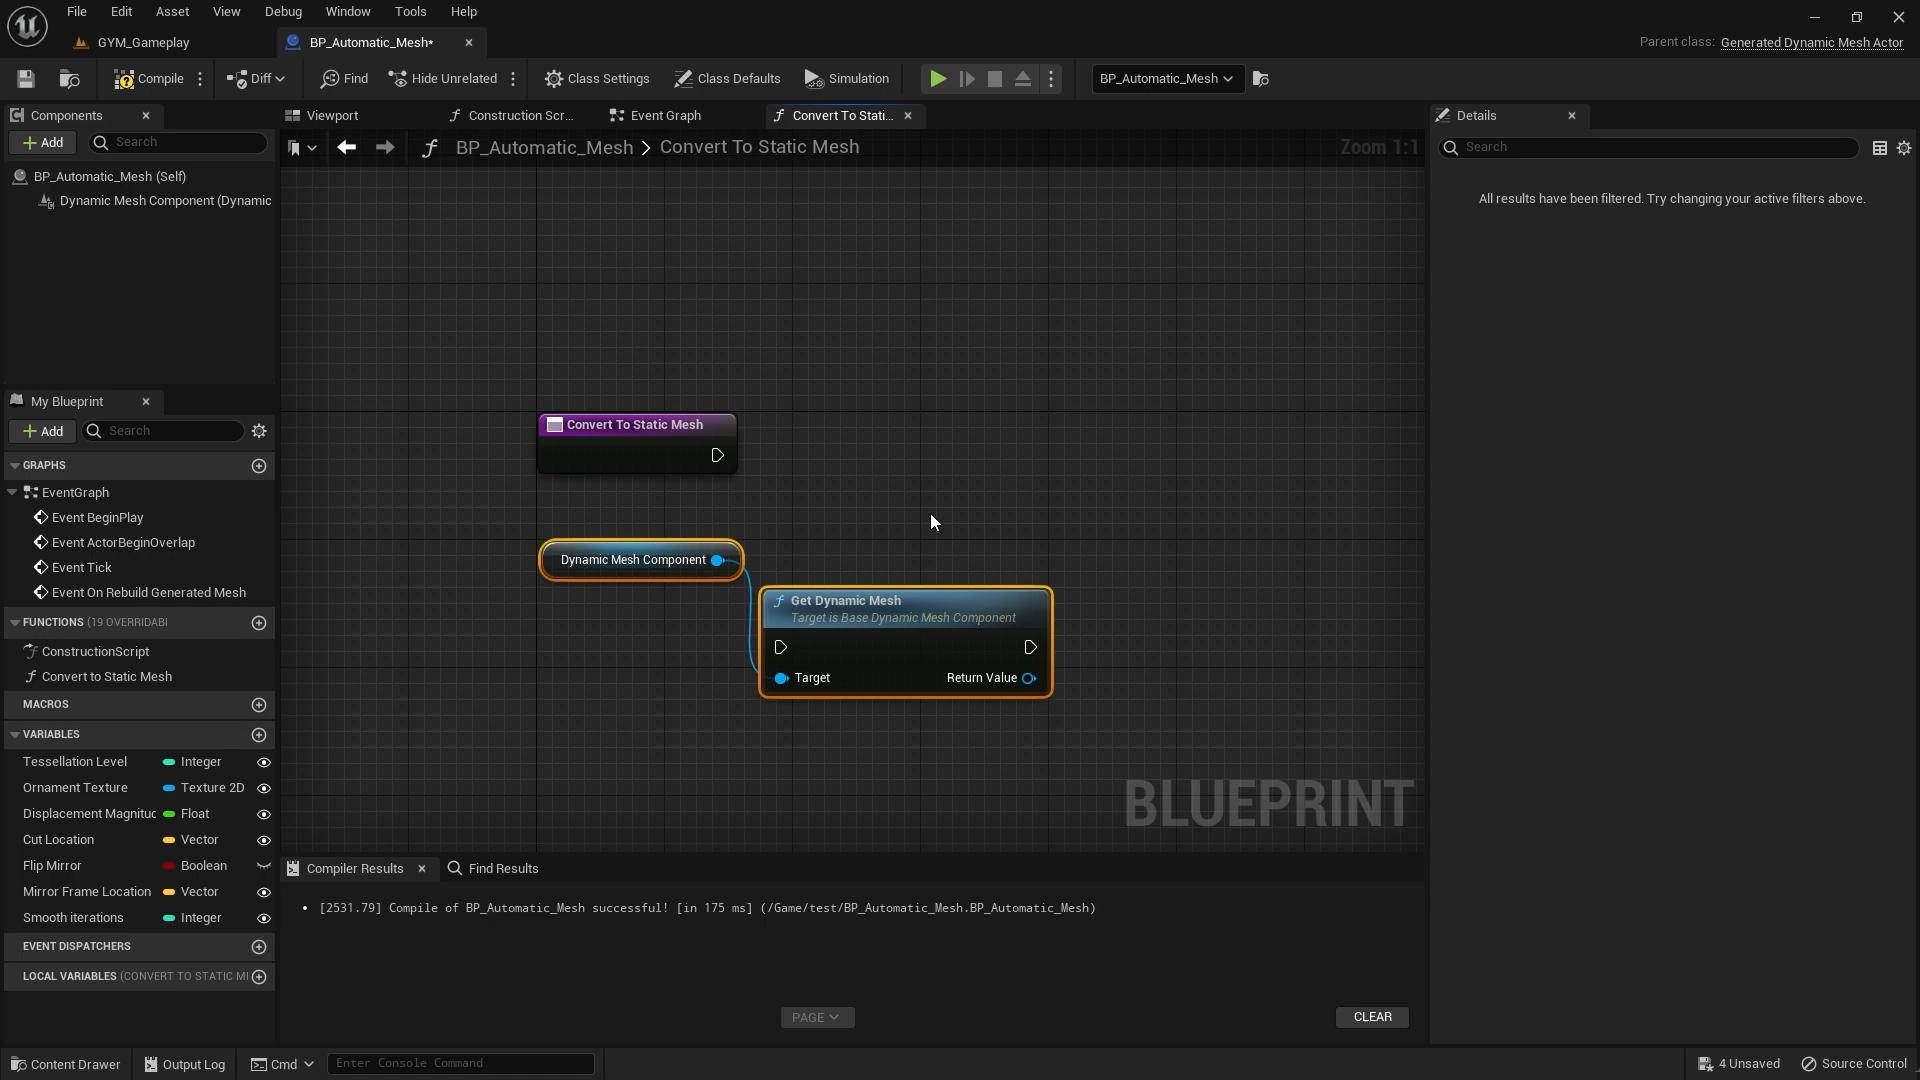 File Edit Asset View Debug Window Tools Help
GYM_Gameplay
BP_Automatic_Mesh*
Parent class: Generated Dynamic Mesh Actor
Compile
Diff
Find
Hide Unrelated
Class Settings
Class Defaults
Simulation
BP_Automatic_Mesh
Components
Viewport
Construction Scr...
Event Graph
Convert To Stati...
Details
Add
Search
BP_Automatic_Mesh > Convert To Static Mesh
Zoom 1:1
Search
BP_Automatic_Mesh (Self)
Dynamic Mesh Component (Dynamic
All results have been filtered. Try changing your active filters above.
My Blueprint
Add
Search
GRAPHS
EventGraph
Event BeginPlay
Event ActorBeginOverlap
Event Tick
Event On Rebuild Generated Mesh
FUNCTIONS (19 OVERRIDABL
ConstructionScript
Convert to Static Mesh
MACROS
VARIABLES
Tessellation Level Integer
Ornament Texture Texture 2D
Displacement Magnituc Float
Cut Location Vector
Flip Mirror Boolean
Mirror Frame Location Vector
Smooth iterations Integer
EVENT DISPATCHERS
LOCAL VARIABLES (CONVERT TO STATIC MI
Convert To Static Mesh
Dynamic Mesh Component
Get Dynamic Mesh
Target is Base Dynamic Mesh Component
Target
Return Value
BLUEPRINT
Compiler Results
Find Results
• [2531.79] Compile of BP_Automatic_Mesh successful! [in 175 ms] (/Game/test/BP_Automatic_Mesh.BP_Automatic_Mesh)
PAGE
CLEAR
Content Drawer
Output Log
Cmd
Enter Console Command
4 Unsaved
Source Control